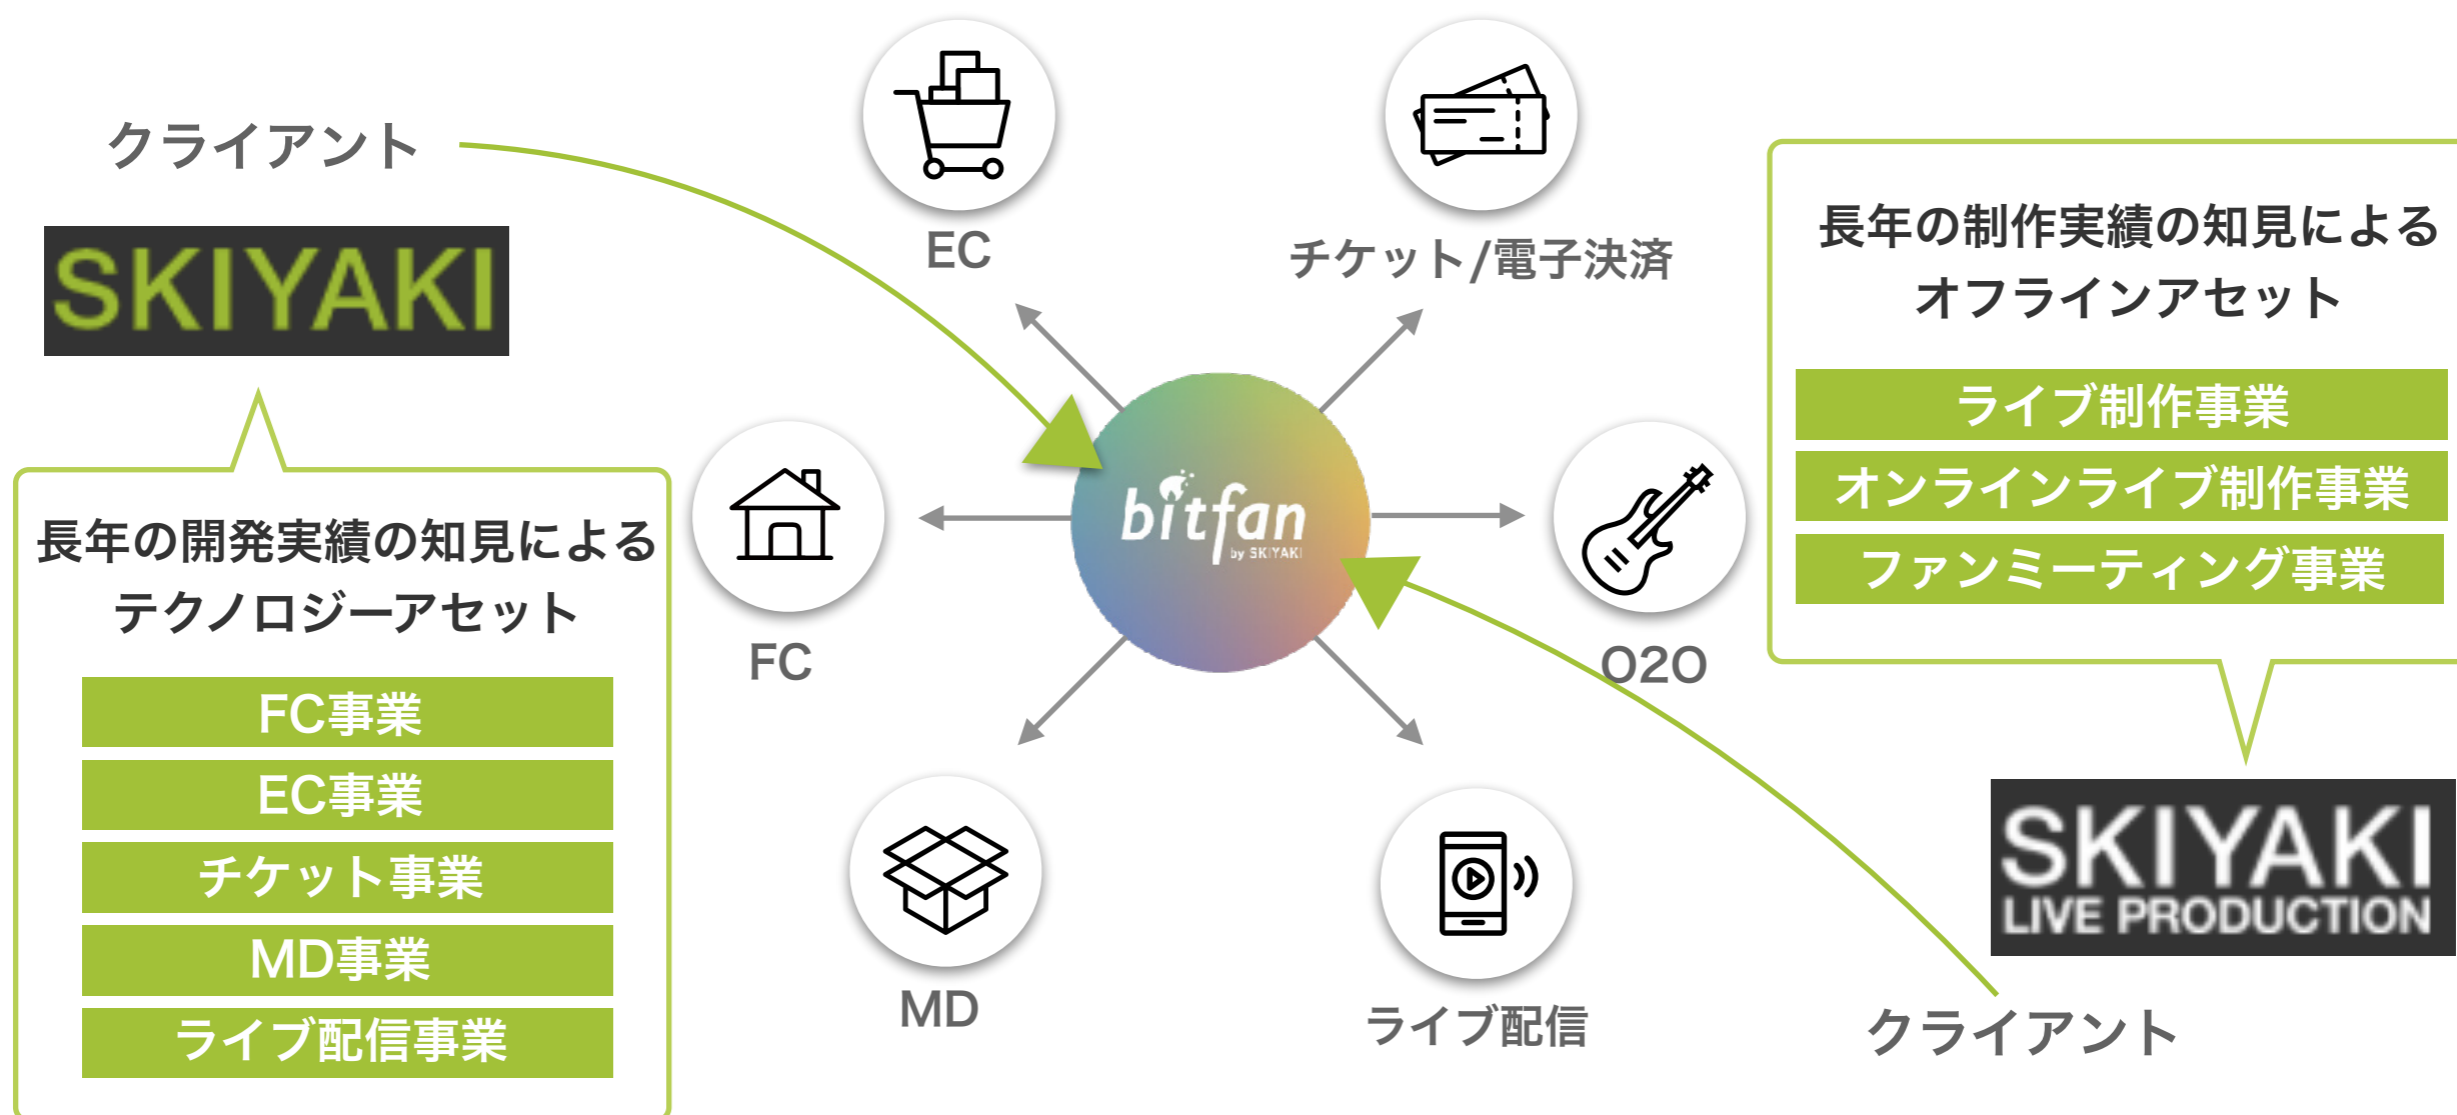 クライアント
SKIYAKI
長年の開発実績の知見による
テクノロジーアセット
FC事業
EC事業
チケット事業
MD事業
ライブ配信事業
EC
チケット/電子決済
FC
bitfan
by SKIYAKI
O2O
MD
ライブ配信
長年の制作実績の知見による
オフラインアセット
ライブ制作事業
オンラインライブ制作事業
ファンミーティング事業
SKIYAKI
LIVE PRODUCTION
クライアント